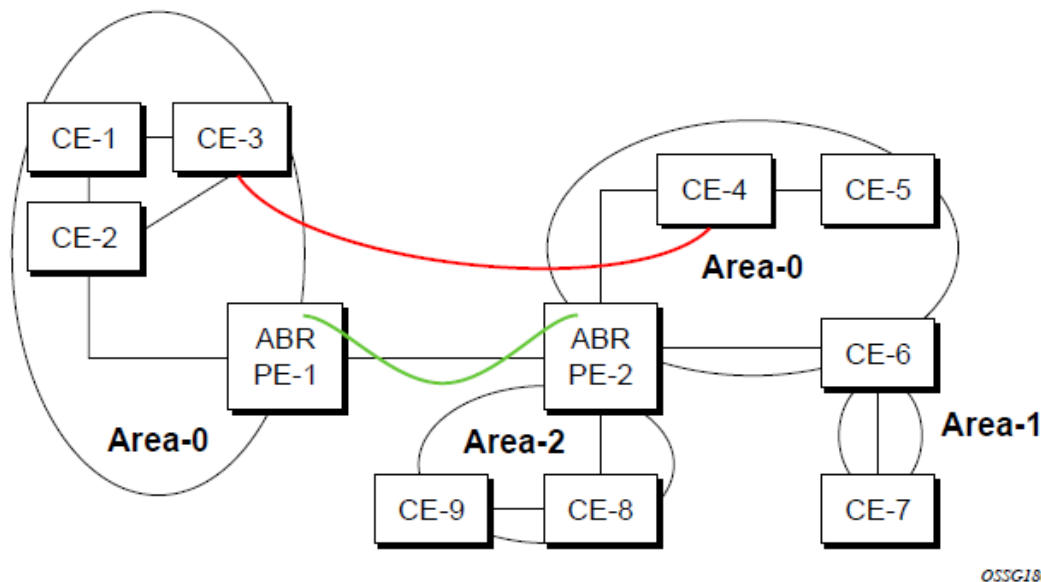 CE-1
CE-3
CE-2
CE-4
CE-5
Area-0
ABR
PE-1
ABR
PE-2
CE-6
Area-0
Area-2
Area-1
CE-9
CE-8
CE-7
OSSG18